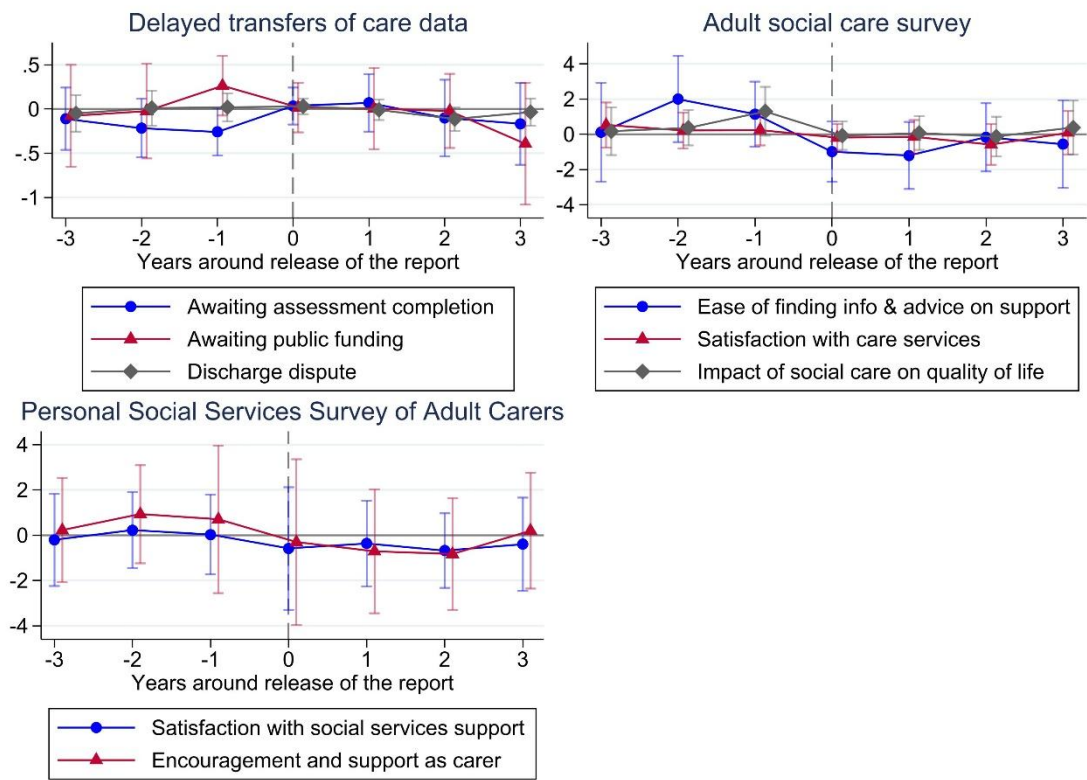 Delayed transfers of care data
.5
0
-.5
-1
-3 -2 -1 0 1 2 3
Years around release of the report
Awaiting assessment completion
Awaiting public funding
Discharge dispute
Adult social care survey
4
2
0
-2
-4
-3 -2 -1 0 1 2 3
Years around release of the report
Ease of finding info & advice on support
Satisfaction with care services
Impact of social care on quality of life
Personal Social Services Survey of Adult Carers
4
2
0
-2
-4
-3 -2 -1 0 1 2 3
Years around release of the report
Satisfaction with social services support
Encouragement and support as carer